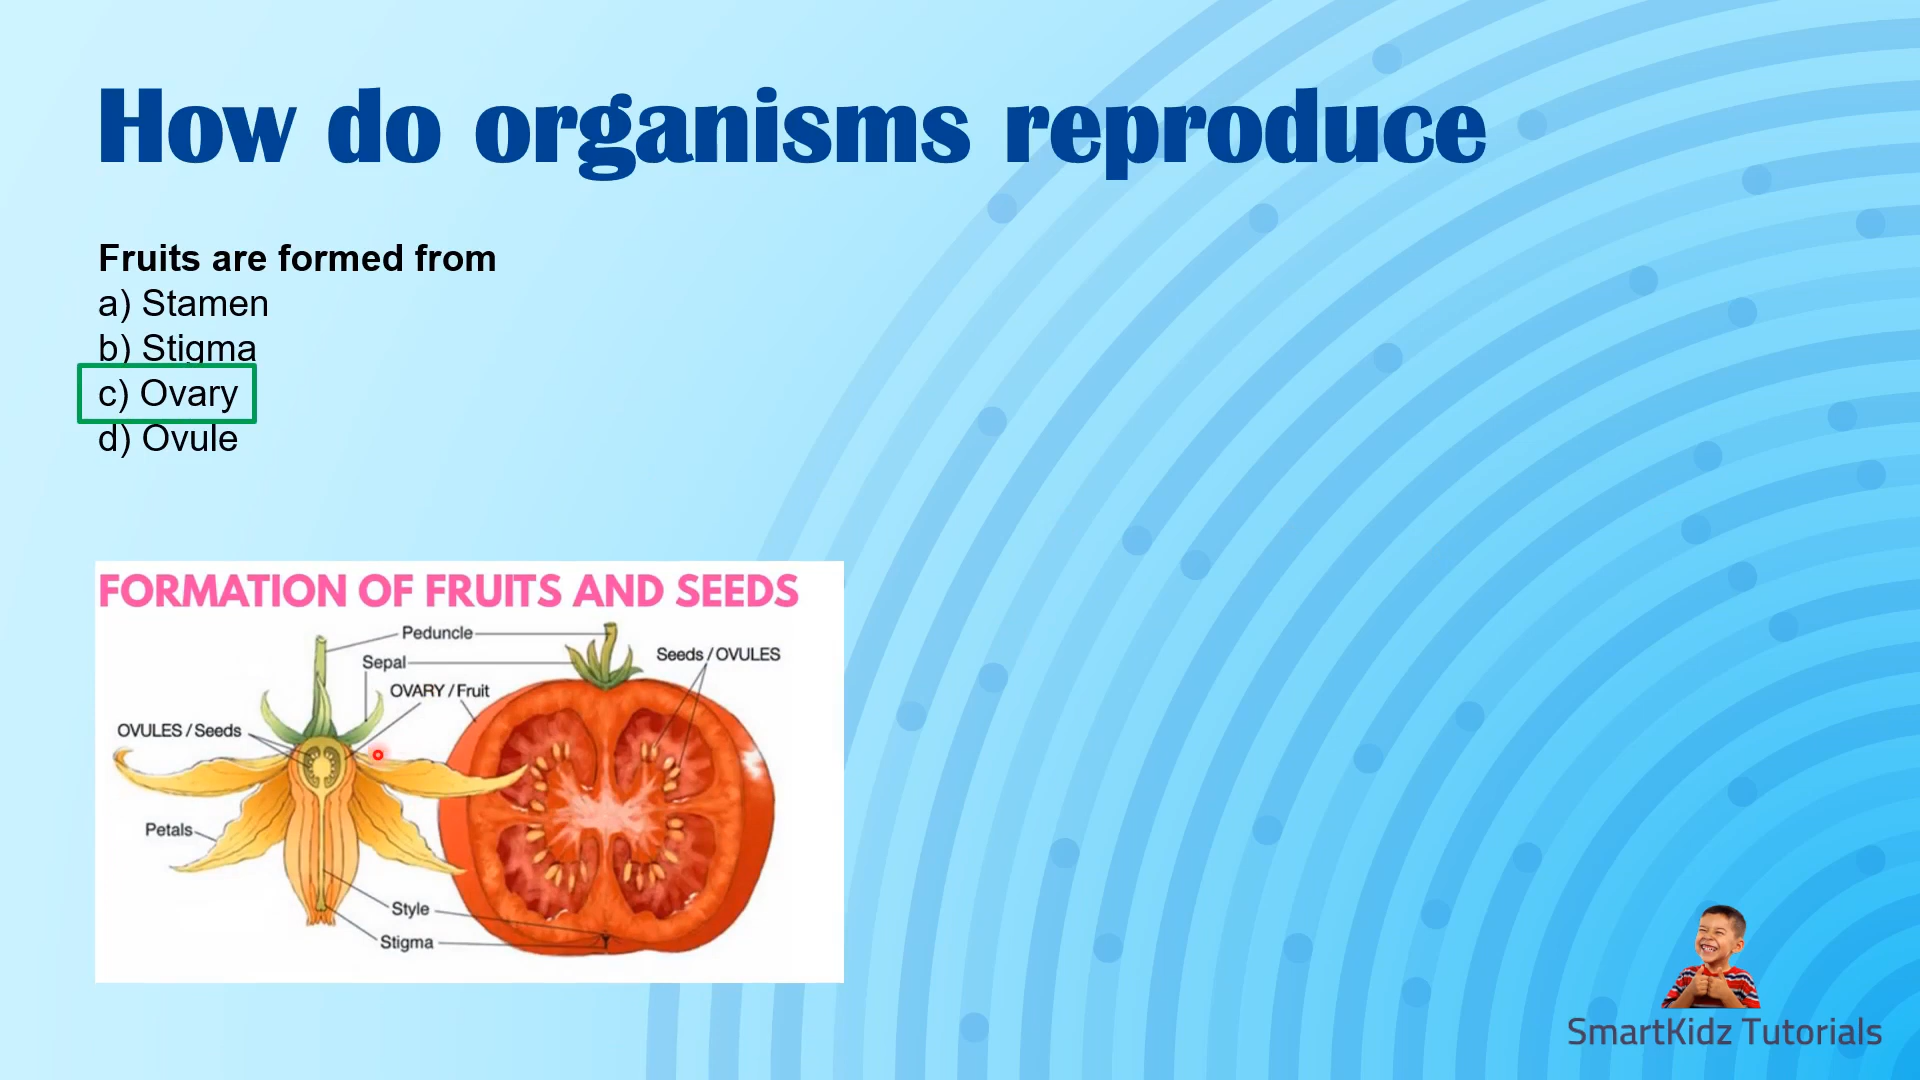 How do organisms reproduce
Fruits are formed from
a) Stamen
b) Stigma
c) Ovary
d) Ovule
FORMATION OF FRUITS AND SEEDS
Peduncle
Sepal
Seeds / OVULES
OVARY / Fruit
OVULES / Seeds
Petals
Style
Stigma
SmartKidz Tutorials